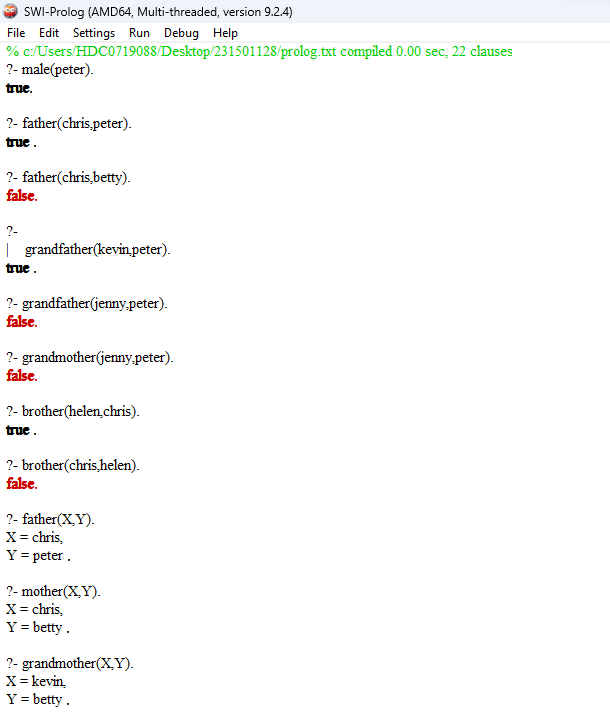 SWI-Prolog (AMD64, Multi-threaded, version 9.2.4)
File Edit Settings Run Debug Help
% c:/Users/HDC0719088/Desktop/231501128/prolog.txt compiled 0.00 sec, 22 clauses
?- male(peter).
true.
?- father(chris,peter).
true .
?- father(chris,betty).
false.
?-
| grandfather(kevin,peter).
true .
?- grandfather(jenny,peter).
false.
?- grandmother(jenny,peter).
false.
?- brother(helen,chris).
true .
?- brother(chris,helen).
false.
?- father(X,Y).
X = chris,
Y = peter .
?- mother(X,Y).
X = chris,
Y = betty .
?- grandmother(X,Y).
X = kevin,
Y = betty .